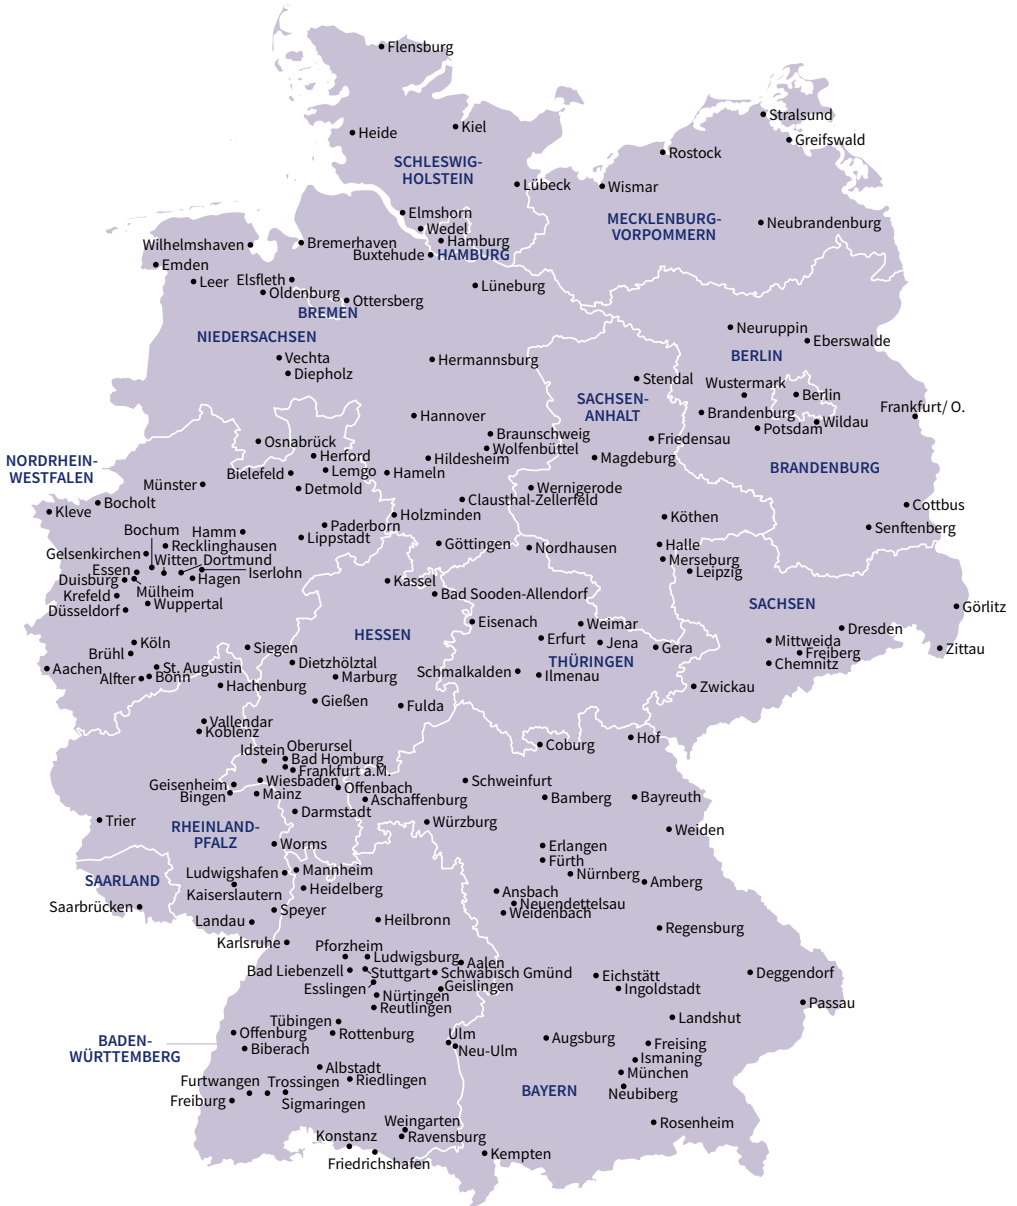 Flensburg
Stralsund
Kiel
Heide
Greifswald
Rostock
SCHLESWIG-
HOLSTEIN
Lübeck
Wismar
Elmshorn
MECKLENBURG-
VORPOMMERN
Neubrandenburg
Wedel
Hamburg
Wilhelmshaven
Bremerhaven
Buxtehude
HAMBURG
Emden
Leer
Elsfleth
Lüneburg
Oldenburg
Ottersberg
BREMEN
NIEDERSACHSEN
Neuruppin
Eberswalde
BERLIN
Vechta
Hermannsburg
Diepholz
Stendal
Wustermark
Berlin
SACHSEN-
ANHALT
Frankfurt/ O.
Hannover
Brandenburg
Wildau
Potsdam
Braunschweig
Friedensau
Osnabrück
Wolfenbüttel
Herford
Hildesheim
Magdeburg
NORDRHEIN-
WESTFALEN
BRANDENBURG
Bielefeld
Lemgo
Hameln
Münster
Detmold
Wernigerode
Clausthal-Zellerfeld
Bocholt
Cottbus
Kleve
Holzminden
Köthen
Paderborn
Senftenberg
Bochum
Hamm
Lippstadt
Recklinghausen
Göttingen
Nordhausen
Halle
Gelsenkirchen
Witten
Dortmund
Merseburg
Essen
Iserlohn
Leipzig
Duisburg
Hagen
Kassel
Mülheim
Krefeld
Bad Sooden-Allendorf
Wuppertal
SACHSEN
Düsseldorf
Görlitz
Eisenach
Weimar
Dresden
HESSEN
Erfurt
Jena
Mittweida
Köln
Siegen
Gera
Zittau
Brühl
Freiberg
Dietzhölztal
THÜRINGEN
Chemnitz
Aachen
St. Augustin
Schmalkalden
Alfter
Bonn
Marburg
Ilmenau
Hachenburg
Zwickau
Gießen
Fulda
Vallendar
Koblenz
Hof
Idstein
Oberursel
Coburg
Bad Homburg
Frankfurt a.M.
Geisenheim
Wiesbaden
Offenbach
Schweinfurt
Bingen
Mainz
Aschaffenburg
Bamberg
Bayreuth
Darmstadt
Trier
Würzburg
RHEINLAND-
PFALZ
Weiden
Worms
Erlangen
Fürth
Ludwigshafen
Mannheim
Nürnberg
SAARLAND
Amberg
Heidelberg
Ansbach
Kaiserslautern
Neuendettelsau
Saarbrücken
Speyer
Weidenbach
Landau
Heilbronn
Regensburg
Karlsruhe
Pforzheim
Ludwigsburg
Aalen
Bad Liebenzell
Stuttgart
Schwäbisch Gmünd
Eichstätt
Deggendorf
Esslingen
Geislingen
Ingolstadt
Nürtingen
Passau
Reutlingen
Tübingen
Landshut
Offenburg
Rottenburg
Ulm
BADEN-
WÜRTTEMBERG
Augsburg
Biberach
Neu-Ulm
Freising
Ismaning
Albstadt
München
Furtwangen
Trossingen
Riedlingen
BAYERN
Neubiberg
Freiburg
Sigmaringen
Weingarten
Rosenheim
Konstanz
Ravensburg
Kempten
Friedrichshafen